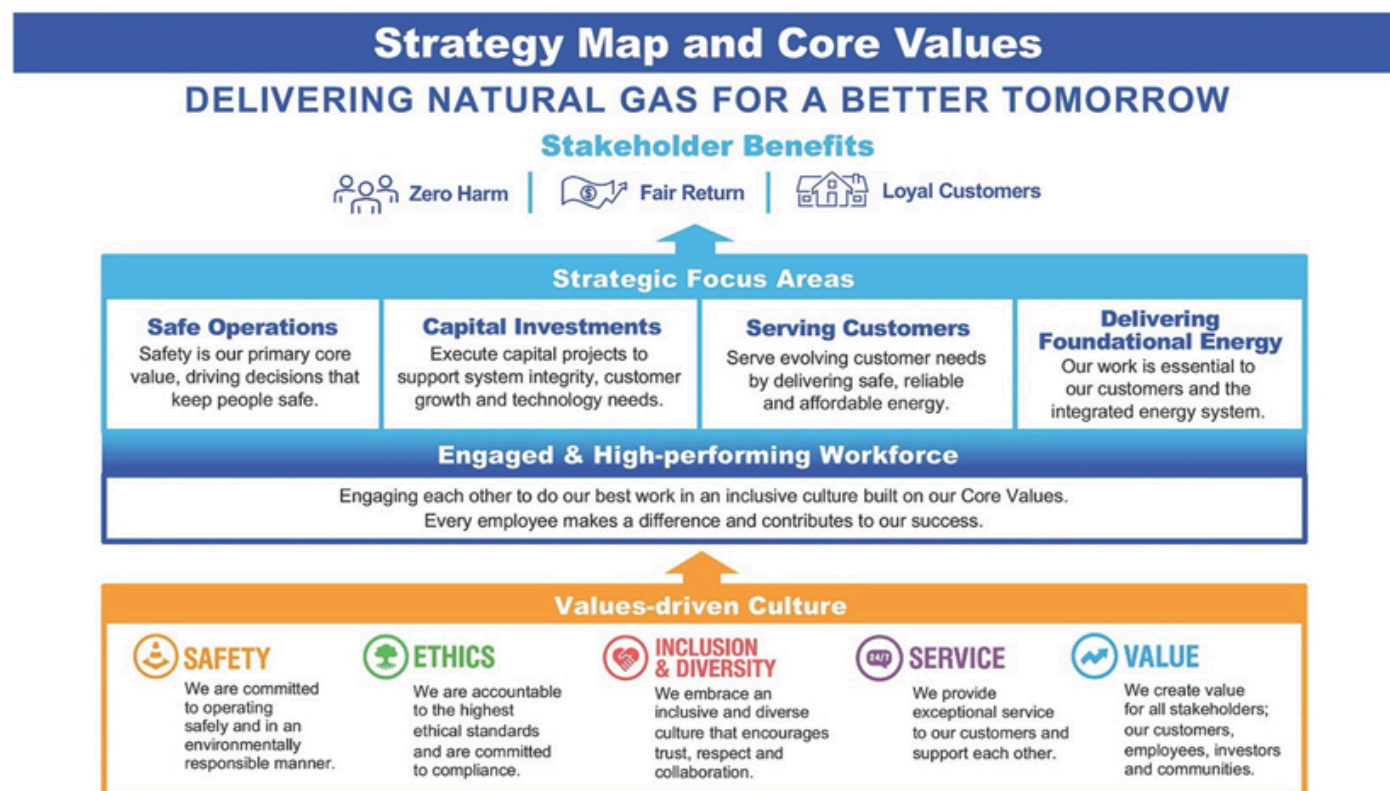 Strategy Map and Core Values
DELIVERING NATURAL GAS FOR A BETTER TOMORROW
Stakeholder Benefits
Zero Harm
Fair Return
Loyal Customers
Strategic Focus Areas
Safe Operations
Safety is our primary core
value, driving decisions that
keep people safe.
Capital Investments
Execute capital projects to
support system integrity, customer
growth and technology needs.
Serving Customers
Serve evolving customer needs
by delivering safe, reliable
and affordable energy.
Delivering
Foundational Energy
Our work is essential to
our customers and the
integrated energy system.
Engaged & High-performing Workforce
Engaging each other to do our best work in an inclusive culture built on our Core Values.
Every employee makes a difference and contributes to our success.
Values-driven Culture
SAFETY
We are committed
to operating
safely and in an
environmentally
responsible manner.
ETHICS
We are accountable
to the highest
ethical standards
and are committed
to compliance.
INCLUSION
& DIVERSITY
We embrace an
inclusive and diverse
culture that encourages
trust, respect and
collaboration.
24/7
SERVICE
We provide
exceptional service
to our customers and
support each other.
VALUE
We create value
for all stakeholders;
our customers,
employees, investors
and communities.